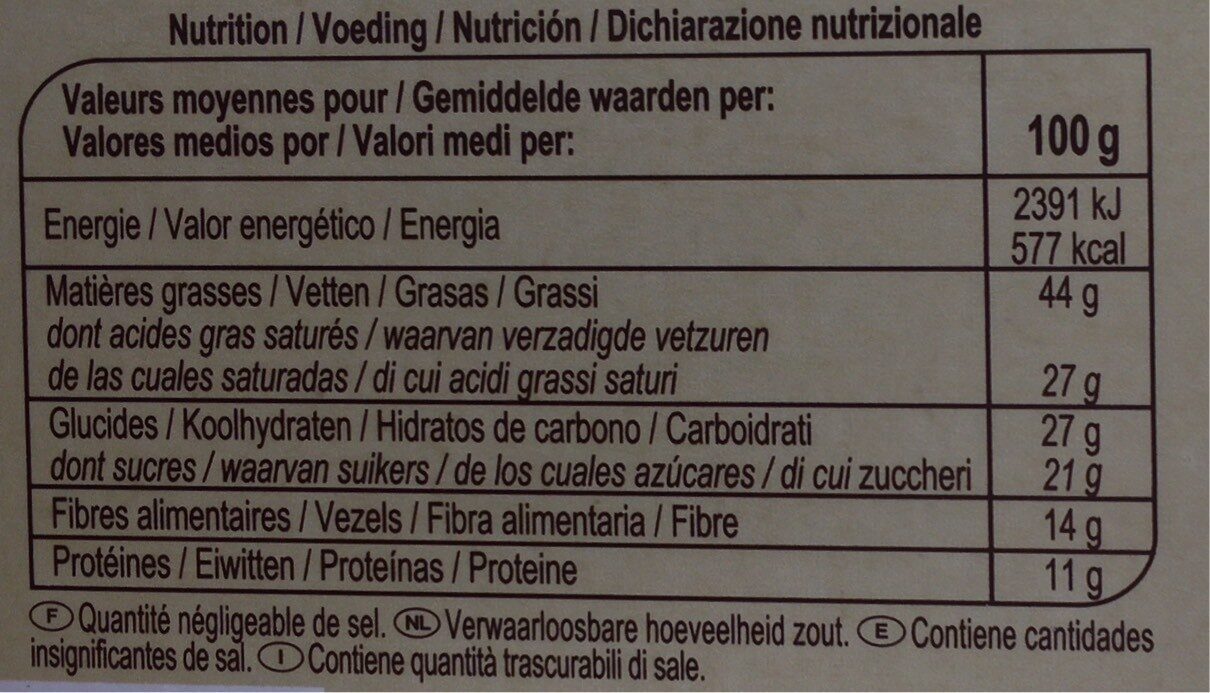 Nutrition / Voeding / Nutrición / Dichiarazione nutrizionale
Valeurs moyennes pour / Gemiddelde waarden per:
Valores medios por / Valori medi per:
100 g
Energie / Valor energético / Energia
2391 kJ
577 kcal
Matières grasses / Vetten / Grasas / Grassi 44 g
dont acides gras saturés / waarvan verzadigde vetzuren
de las cuales saturadas / di cui acidi grassi saturi 27 g
Glucides / Koolhydraten / Hidratos de carbono / Carboidrati 27 g
dont sucres / waarvan suikers / de los cuales azúcares / di cui zuccheri 21 g
Fibres alimentaires / Vezels / Fibra alimentaria / Fibre 14 g
Protéines / Eiwitten / Proteínas / Proteine 11 g
F Quantité négligeable de sel. NL Verwaarloosbare hoeveelheid zout. E Contiene cantidades
insignificantes de sal. I Contiene quantità trascurabili di sale.